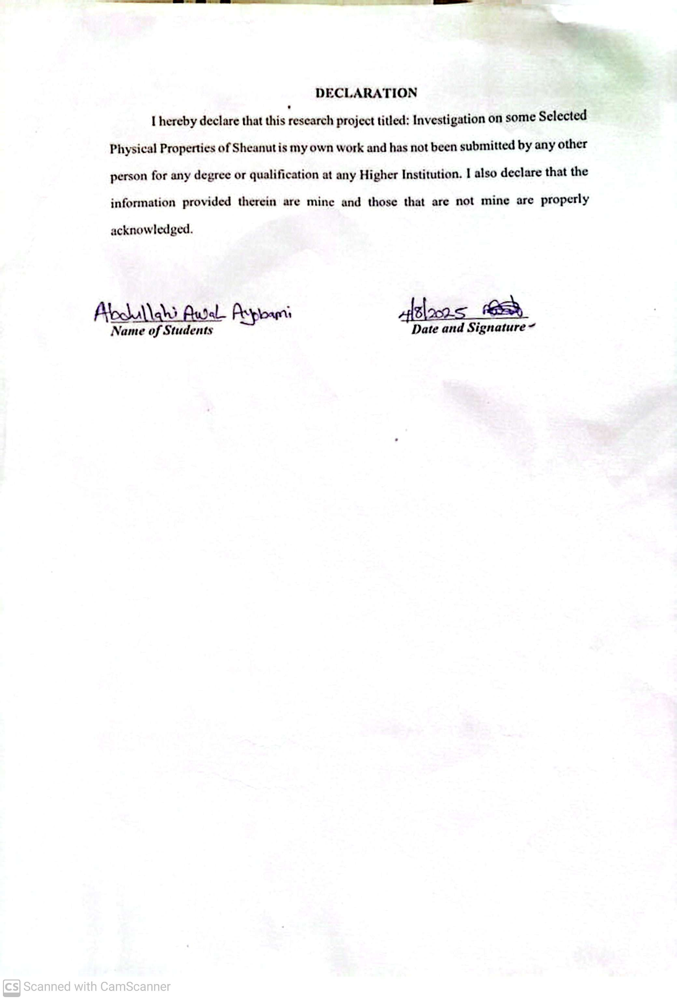 DECLARATION
I hereby declare that this research project titled: Investigation on some Selected
Physical Properties of Sheanut is my own work and has not been submitted by any other
person for any degree or qualification at any Higher Institution. I also declare that the
information provided therein are mine and those that are not mine are properly
acknowledged.
Abdullahi Awal Ayobami 4/8/2025
Name of Students Date and Signature
CS Scanned with CamScanner